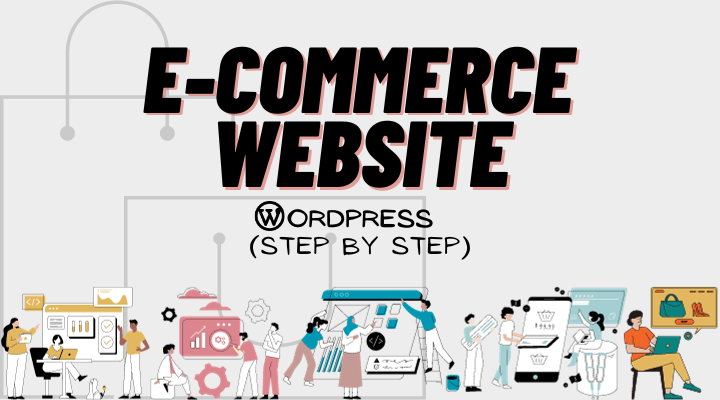 E-COMMERCE
WEBSITE
WORDPRESS
(STEP BY STEP)
</>
</>